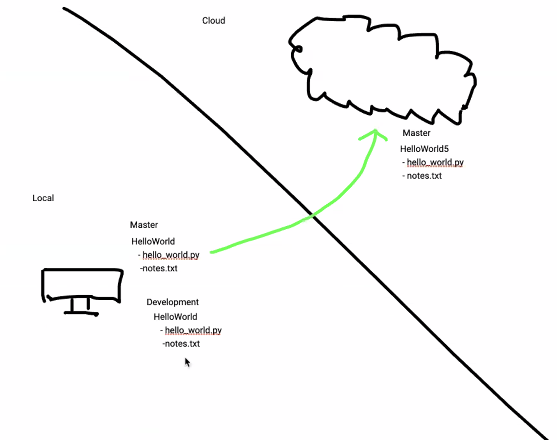 Cloud
Master
HelloWorld5
- hello_world.py
- notes.txt
Local
Master
HelloWorld
- hello_world.py
-notes.txt
Development
HelloWorld
- hello_world.py
-notes.txt